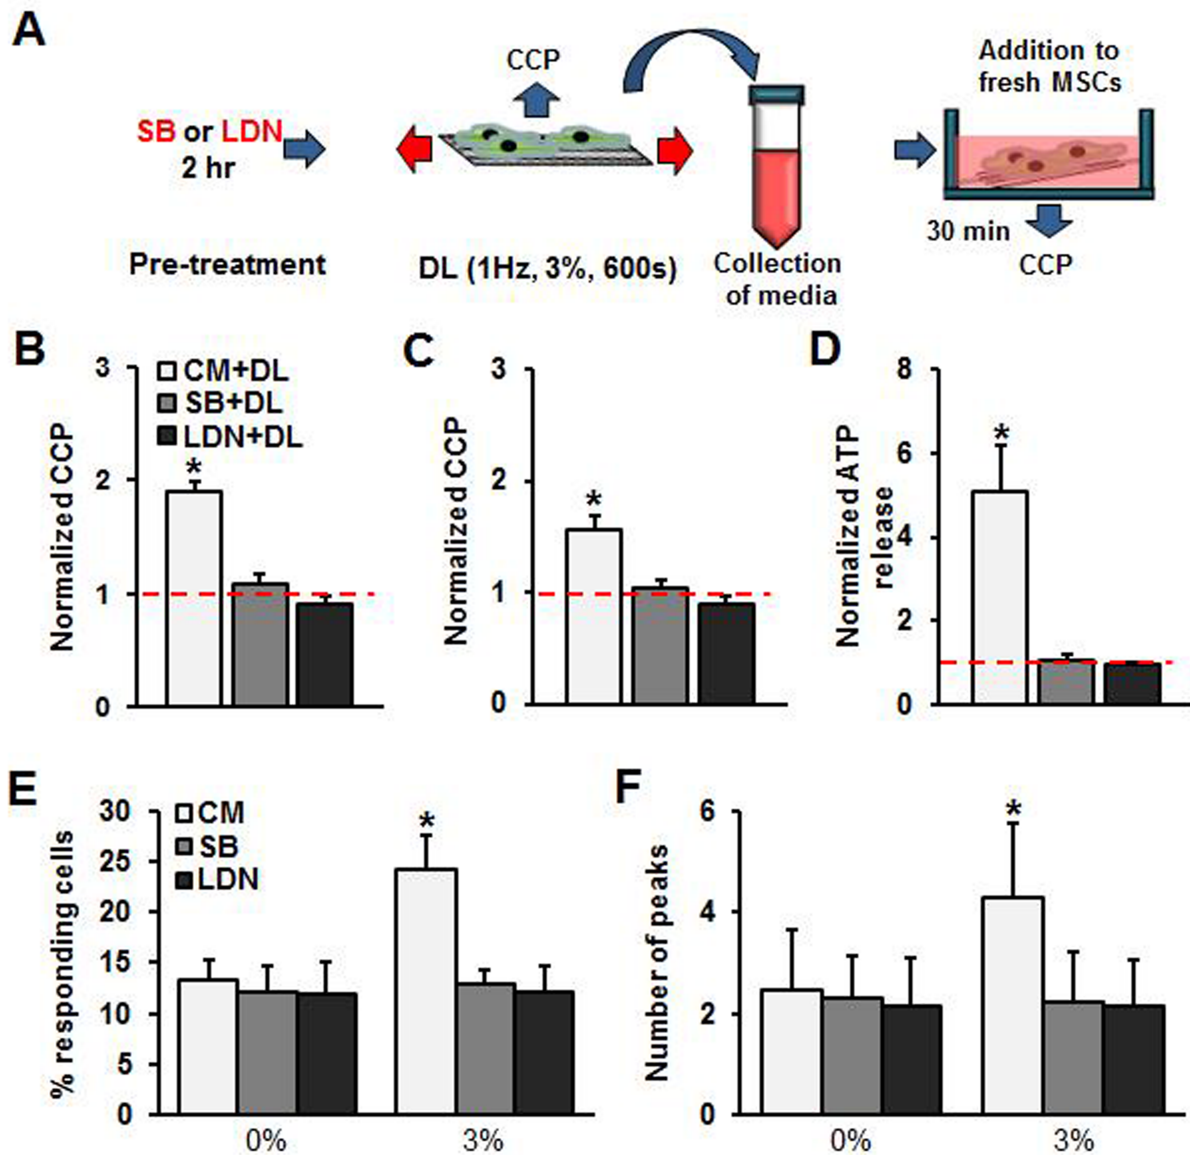 A
SB or LDN
2 hr
Pre-treatment
CCP
DL (1Hz, 3%, 600s)
Collection
of media
Addition to
fresh MSCs
30 min
CCP
B
Normalized CCP
3
2
1
0
CM+DL
SB+DL
LDN+DL
*
C
Normalized CCP
3
2
1
0
*
D
Normalized ATP
release
8
6
4
2
0
*
E
% responding cells
30
25
20
15
10
5
0
CM
SB
LDN
*
0%
3%
F
Number of peaks
6
4
2
0
*
0%
3%